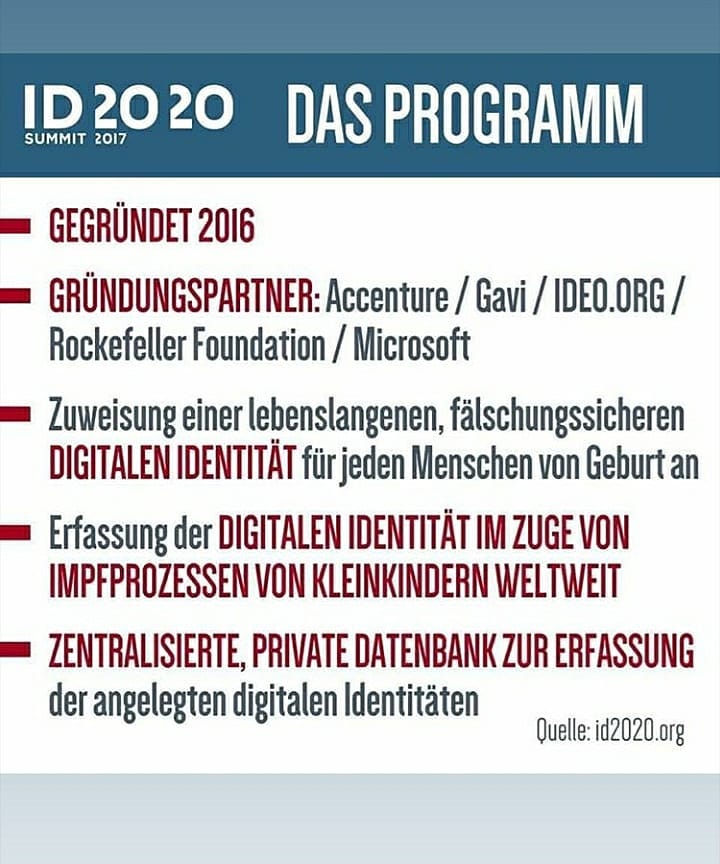 ID2020
SUMMIT 2017
DAS PROGRAMM
GEGRÜNDET 2016
GRÜNDUNGSPARTNER: Accenture / Gavi / IDEO.ORG /
Rockefeller Foundation / Microsoft
Zuweisung einer lebenslangenen, fälschungssicheren
DIGITALEN IDENTITÄT für jeden Menschen von Geburt an
Erfassung der DIGITALEN IDENTITÄT IM ZUGE VON
IMPFPROZESSEN VON KLEINKINDERN WELTWEIT
ZENTRALISIERTE, PRIVATE DATENBANK ZUR ERFASSUNG
der angelegten digitalen Identitäten
Quelle: id2020.org